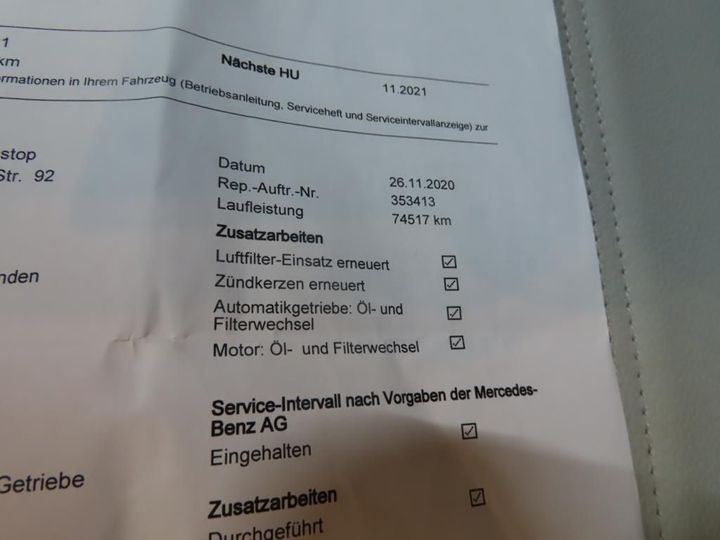 1
km
Nächste HU 11.2021
ormationen in Ihrem Fahrzeug (Betriebsanleitung, Serviceheft und Serviceintervallanzeige) zur
stop
Str. 92
Datum 26.11.2020
Rep.-Auftr.-Nr. 353413
Laufleistung 74517 km
Zusatzarbeiten
Luftfilter-Einsatz erneuert ☑
nden
Zündkerzen erneuert ☑
Automatikgetriebe: Öl- und ☑
Filterwechsel
Motor: Öl- und Filterwechsel ☑
Service-Intervall nach Vorgaben der Mercedes-
Benz AG
Eingehalten ☑
Getriebe
Zusatzarbeiten ☑
Durchgeführt